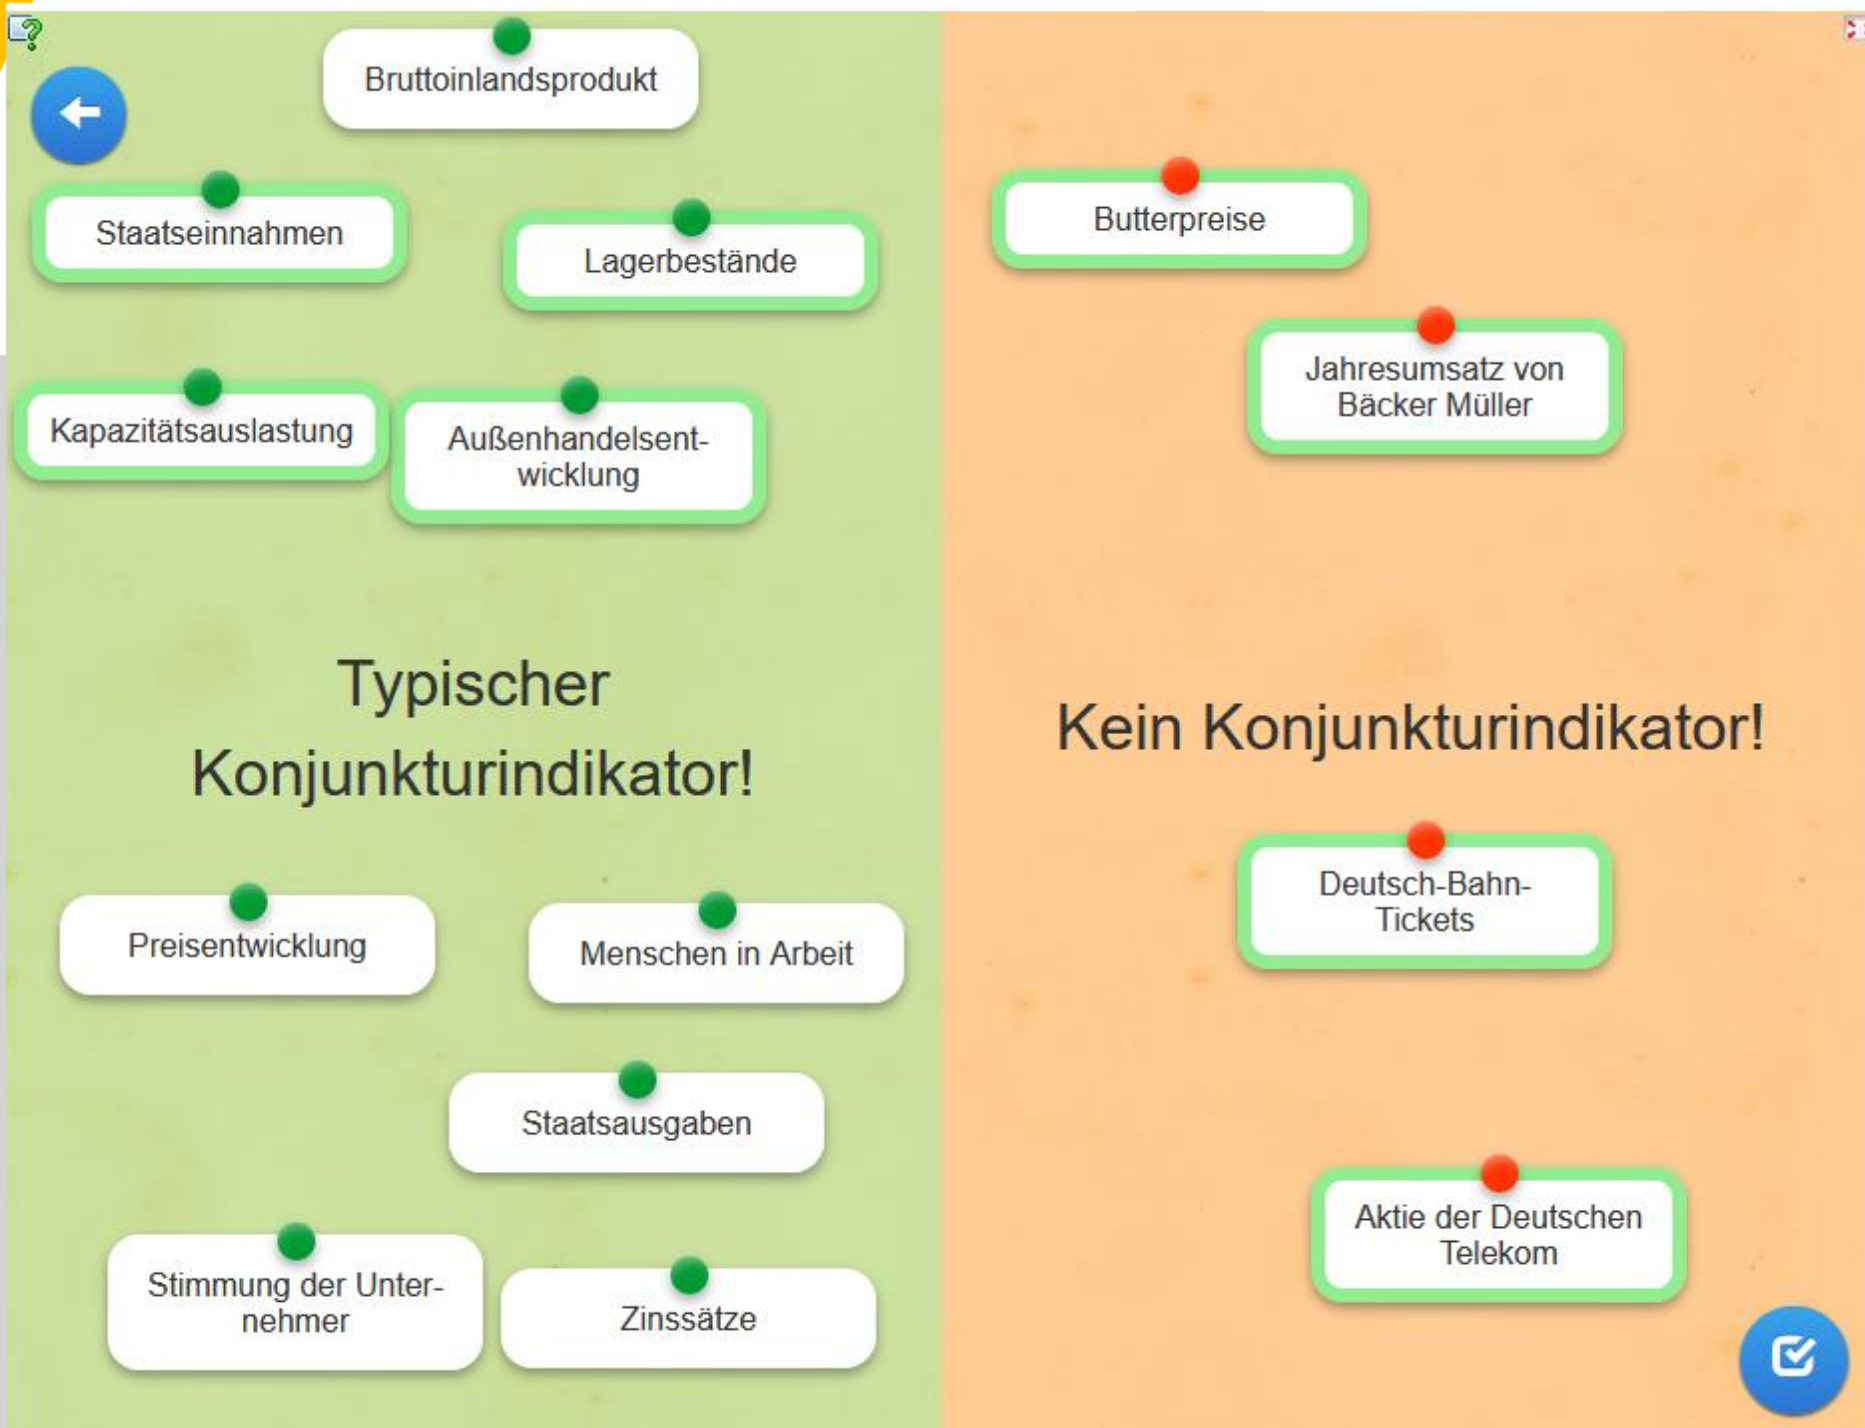 Bruttoinlandsprodukt
Staatseinnahmen
Lagerbestände
Kapazitätsauslastung
Außenhandelsent-
wicklung
Typischer
Konjunkturindikator!
Preisentwicklung
Menschen in Arbeit
Staatsausgaben
Stimmung der Unter-
nehmer
Zinssätze
Butterpreise
Jahresumsatz von
Bäcker Müller
Kein Konjunkturindikator!
Deutsch-Bahn-
Tickets
Aktie der Deutschen
Telekom